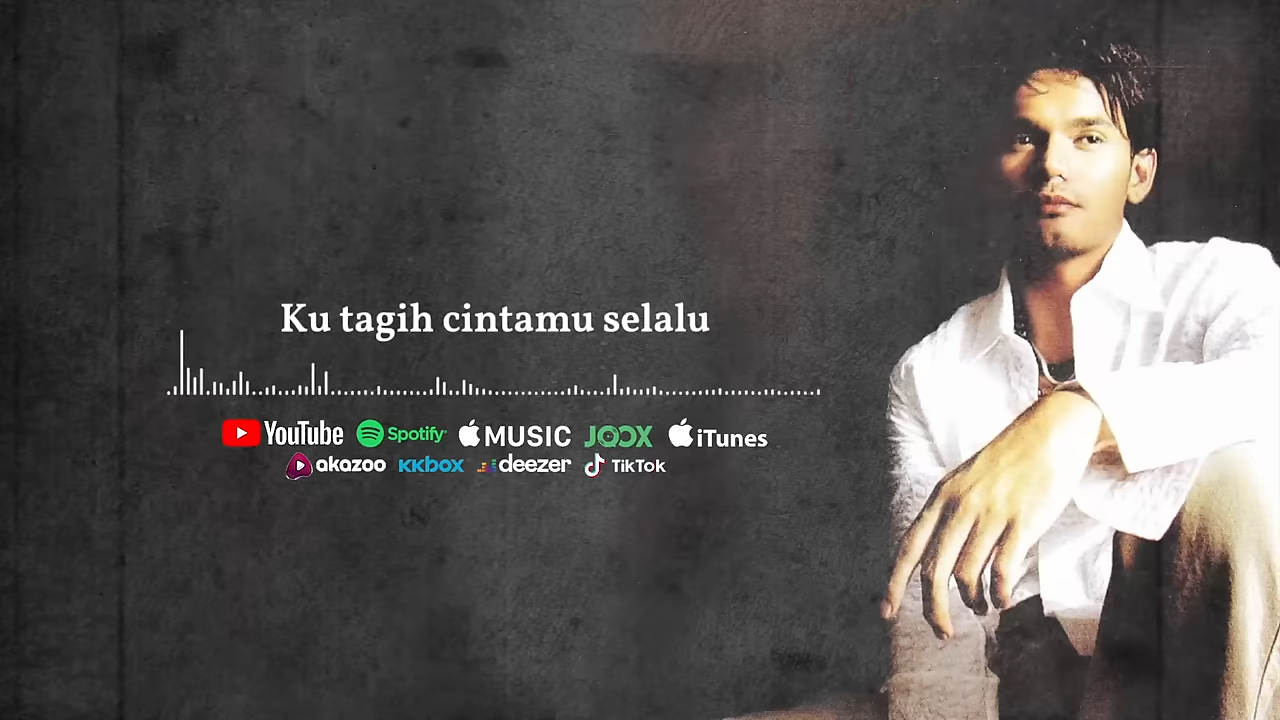 Ku tagih cintamu selalu
YouTube Spotify MUSIC JOOX iTunes
akazoo KKBOX deezer TikTok